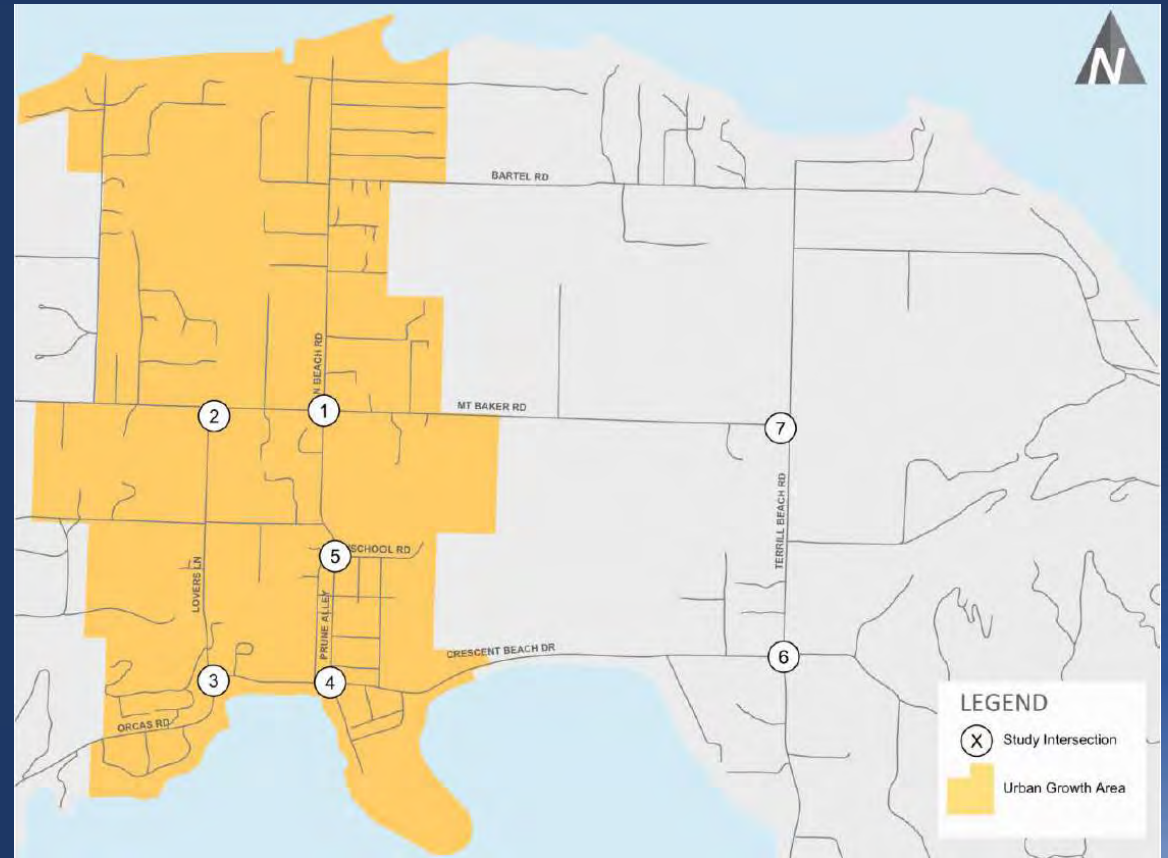 N
BARTEL RD
N BEACH RD
MT BAKER RD
2
1
7
TERRILL BEACH RD
SCHOOL RD
5
LOVERS LN
PRUNE ALLEY
CRESCENT BEACH DR
6
3
4
ORCAS RD
LEGEND
X Study Intersection
Urban Growth Area